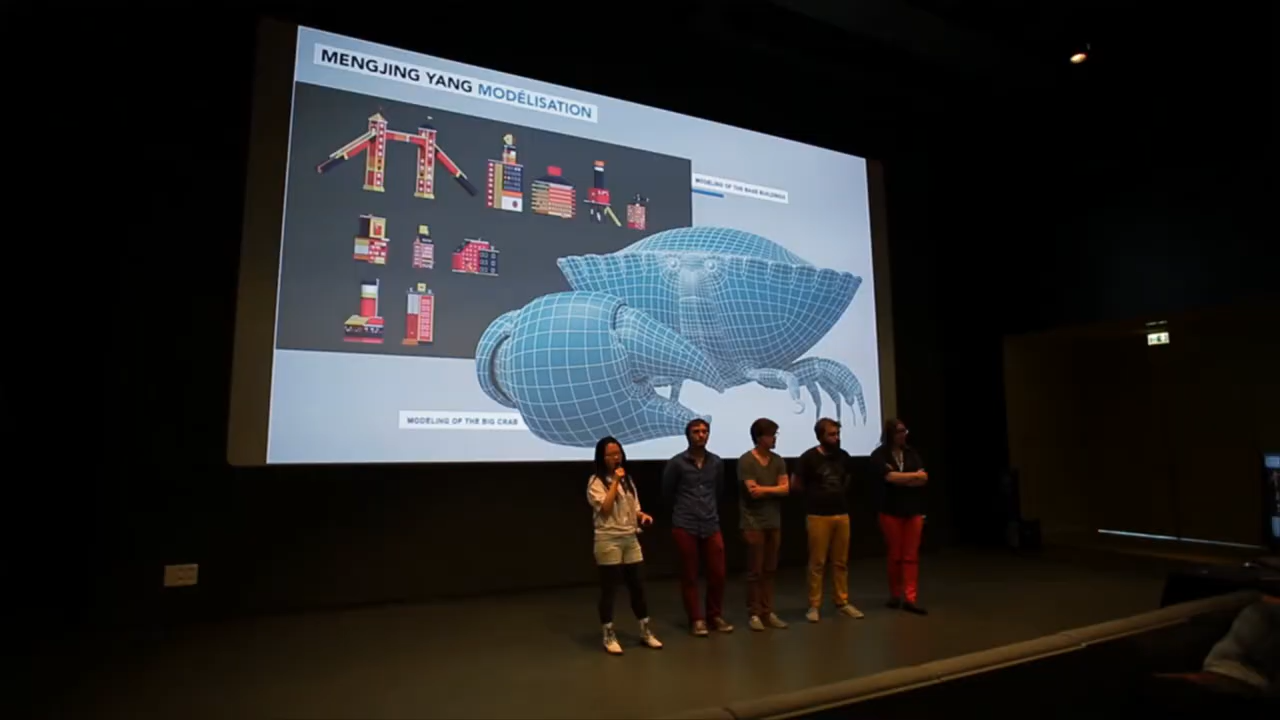 MENGJING YANG MODÉLISATION
MODELING OF THE BASE BUILDINGS
MODELING OF THE BIG CRAB